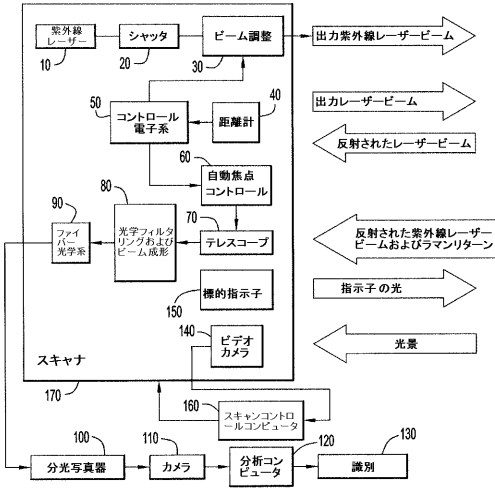 紫外線
レーザー
10
シャッタ
20
ビーム調整
30
出力紫外線レーザービーム
50
コントロール
電子系
距離計
40
出力レーザービーム
反射されたレーザービーム
60
自動焦点
コントロール
90
ファイ
バー
光学系
80
光学フィルタ
リングおよび
ビーム成形
70
テレスコープ
反射された紫外線レーザー
ビームおよびラマンリターン
標的指示子
150
指示子の光
140
ビデオ
カメラ
光景
スキャナ
170
160
スキャンコントロ
ールコンピュータ
100
分光写真器
110
カメラ
120
分析コン
ピュータ
130
識別